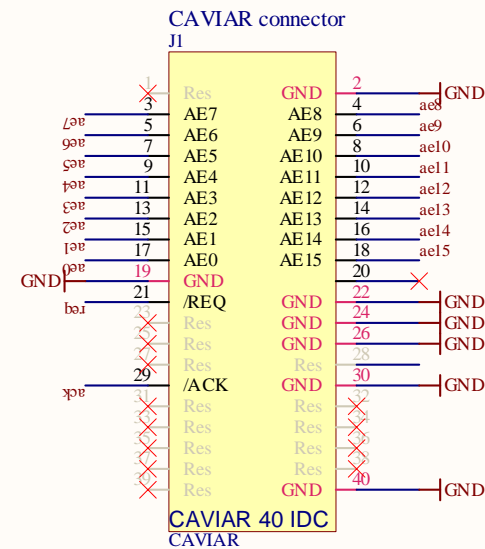 CAVIAR connector
J1
1 Res GND 2 GND
ae7 3 AE7 AE8 4 ae8
ae6 5 AE6 AE9 6 ae9
ae5 7 AE5 AE10 8 ae10
ae4 9 AE4 AE11 10 ae11
ae3 11 AE3 AE12 12 ae12
ae2 13 AE2 AE13 14 ae13
ae1 15 AE1 AE14 16 ae14
ae0 17 AE0 AE15 18 ae15
GND 19 GND 20
req 21 /REQ GND 22 GND
23 Res GND 24 GND
25 Res GND 26 GND
27 Res Res 28
ack 29 /ACK GND 30 GND
31 Res Res 32
33 Res Res 34
35 Res Res 36
37 Res Res 38
39 Res GND 40 GND
CAVIAR 40 IDC
CAVIAR